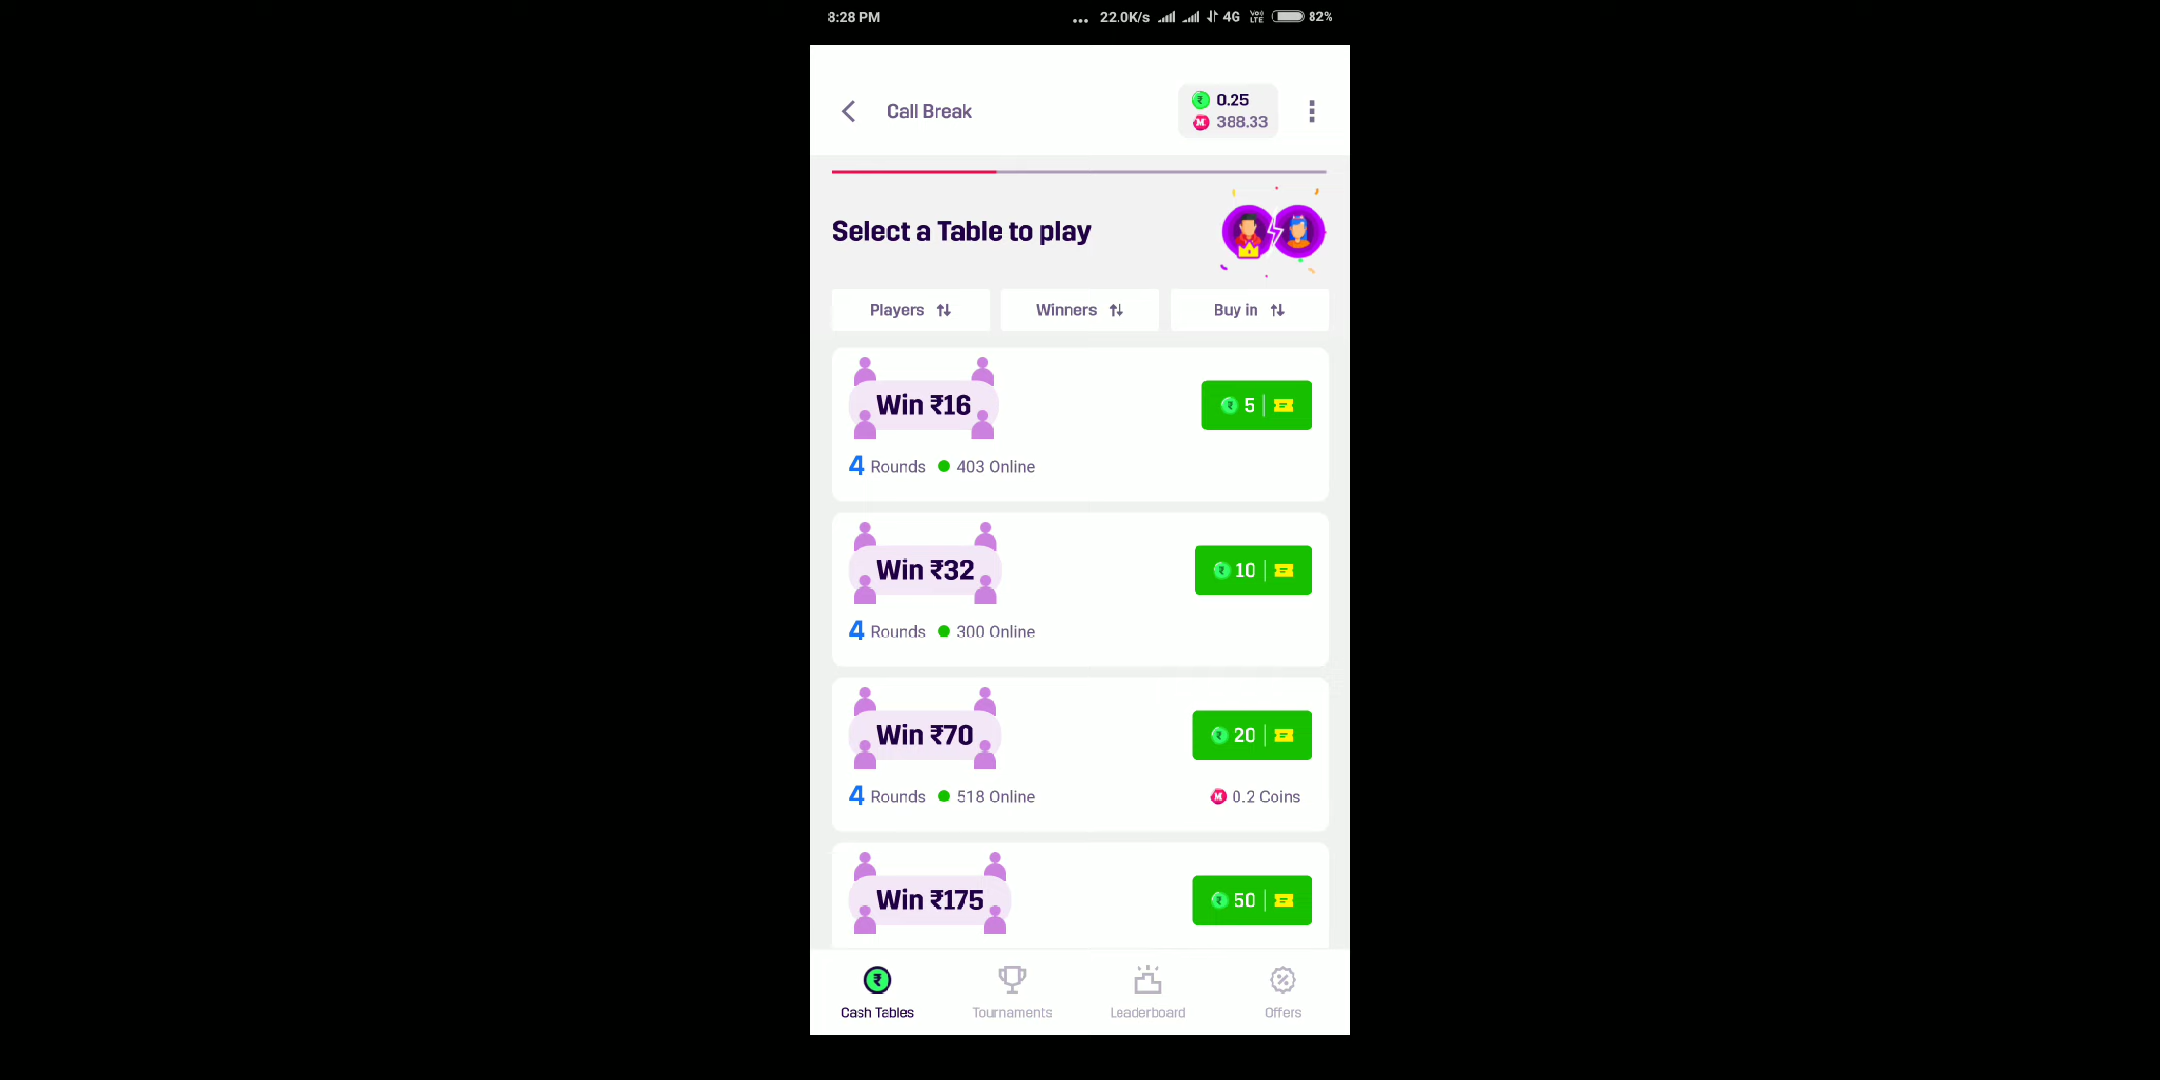 8:28 PM ... 22.0K/s 4G Vo) LTE 82%
Call Break
₹ 0.25
M 388.33
Select a Table to play
Players Winners Buy in
Win ₹16
₹ 5
4 Rounds 403 Online
Win ₹32
₹ 10
4 Rounds 300 Online
Win ₹70
₹ 20
4 Rounds 518 Online
M 0.2 Coins
Win ₹175
₹ 50
₹
Cash Tables Tournaments Leaderboard Offers